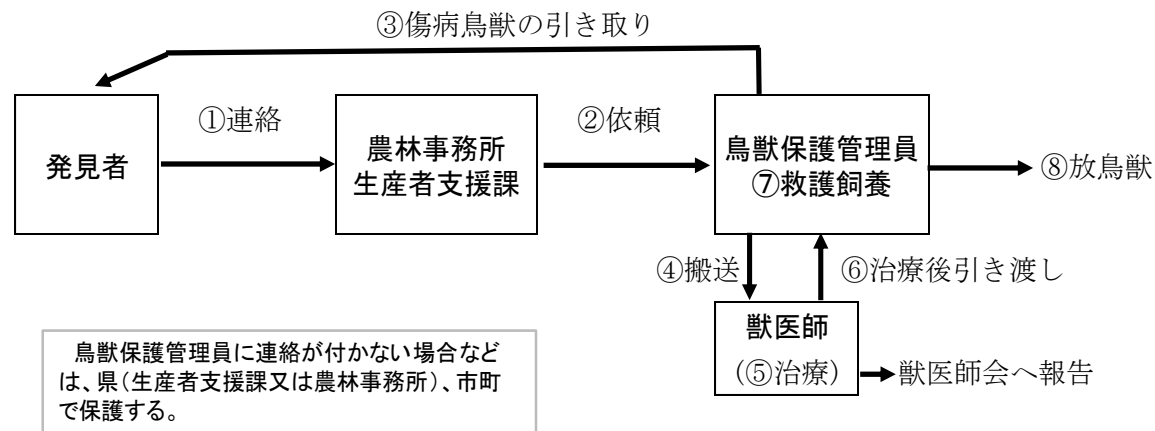 ③傷病鳥獣の引き取り
発見者
①連絡
農林事務所
生産者支援課
②依頼
鳥獣保護管理員
⑦救護飼養
⑧放鳥獣
④搬送
⑥治療後引き渡し
獣医師
(⑤治療)
獣医師会へ報告
鳥獣保護管理員に連絡が付かない場合など
は、県(生産者支援課又は農林事務所)、市町
で保護する。